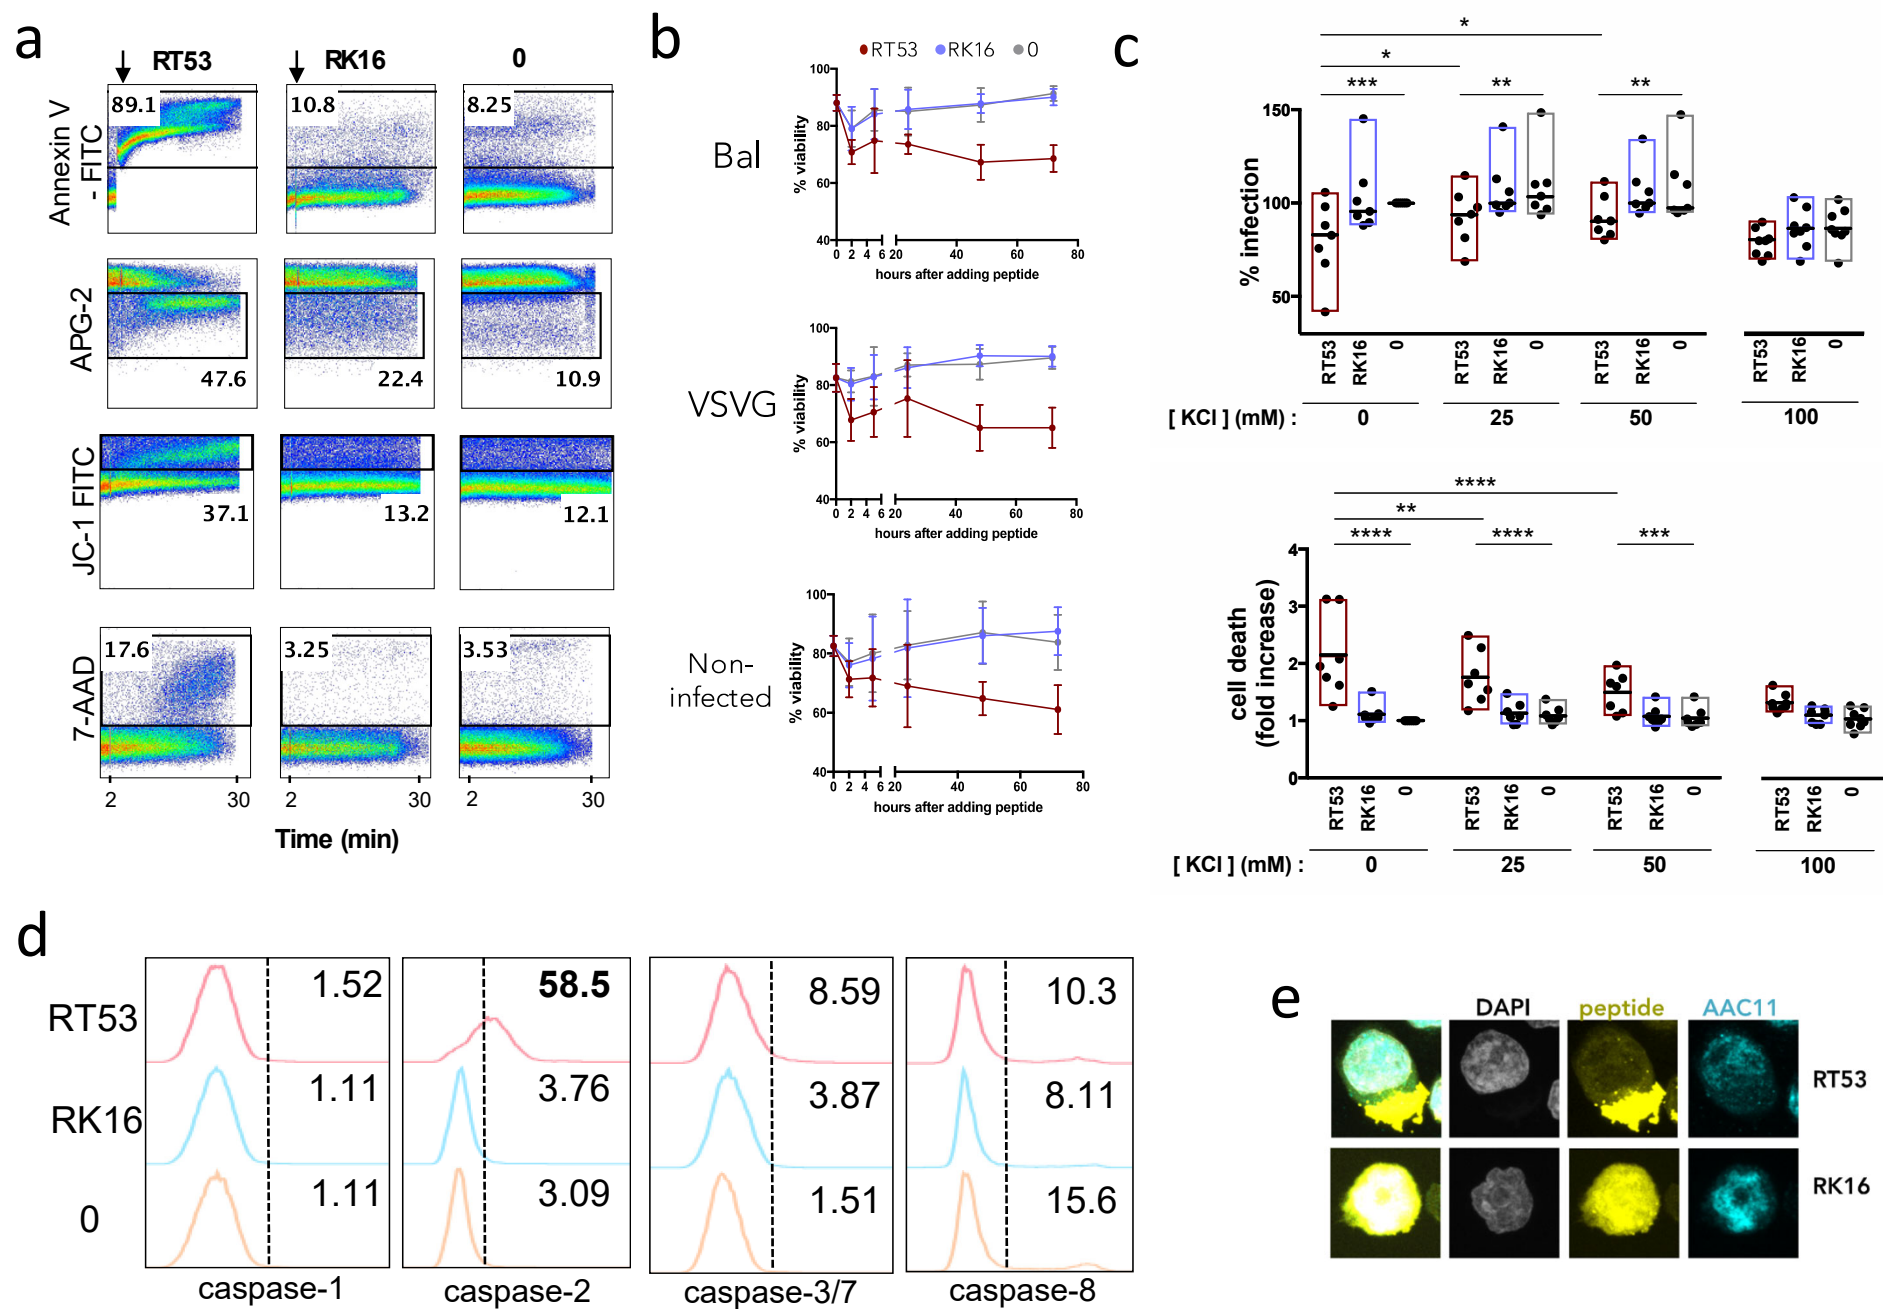 a
RT53 RK16 0
Annexin V
- FITC
89.1 10.8 8.25
APG-2
47.6 22.4 10.9
JC-1 FITC
37.1 13.2 12.1
7-AAD
17.6 3.25 3.53
2 30 2 30 2 30
Time (min)
b
RT53 RK16 0
Bal
% viability
100
80
60
40
0 2 4 6 20 40 60 80
hours after adding peptide
VSVG
% viability
100
80
60
40
0 2 4 6 20 40 60 80
hours after adding peptide
Non-
infected
% viability
100
80
60
40
0 2 4 6 20 40 60 80
hours after adding peptide
c
*
*
*** ** **
% infection
150
100
50
RT53 RK16 0 RT53 RK16 0 RT53 RK16 0 RT53 RK16 0
[ KCl ] (mM) : 0 25 50 100
****
**
**** **** ***
cell death
(fold increase)
4
3
2
1
0
RT53 RK16 0 RT53 RK16 0 RT53 RK16 0 RT53 RK16 0
[ KCl ] (mM) : 0 25 50 100
d
RT53 1.52 58.5 8.59 10.3
RK16 1.11 3.76 3.87 8.11
0 1.11 3.09 1.51 15.6
caspase-1 caspase-2 caspase-3/7 caspase-8
e
DAPI peptide AAC11
RT53
RK16